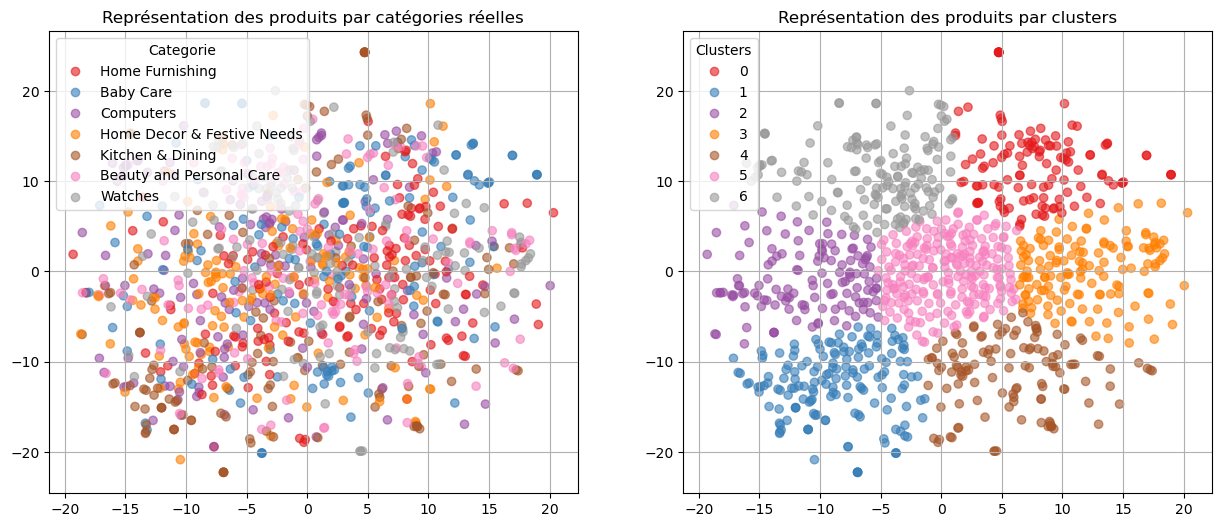 Représentation des produits par catégories réelles
Categorie
Home Furnishing
Baby Care
Computers
Home Decor & Festive Needs
Kitchen & Dining
Beauty and Personal Care
Watches
20
10
0
−10
−20
−20 −15 −10 −5 0 5 10 15 20
Représentation des produits par clusters
Clusters
0
1
2
3
4
5
6
20
10
0
−10
−20
−20 −15 −10 −5 0 5 10 15 20